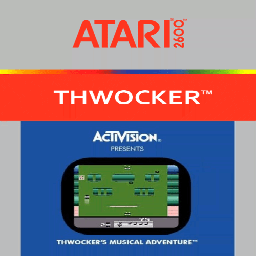 ATARI 2600
THWOCKER™
ACTIVISION.
PRESENTS
THWOCKER'S MUSICAL ADVENTURE™